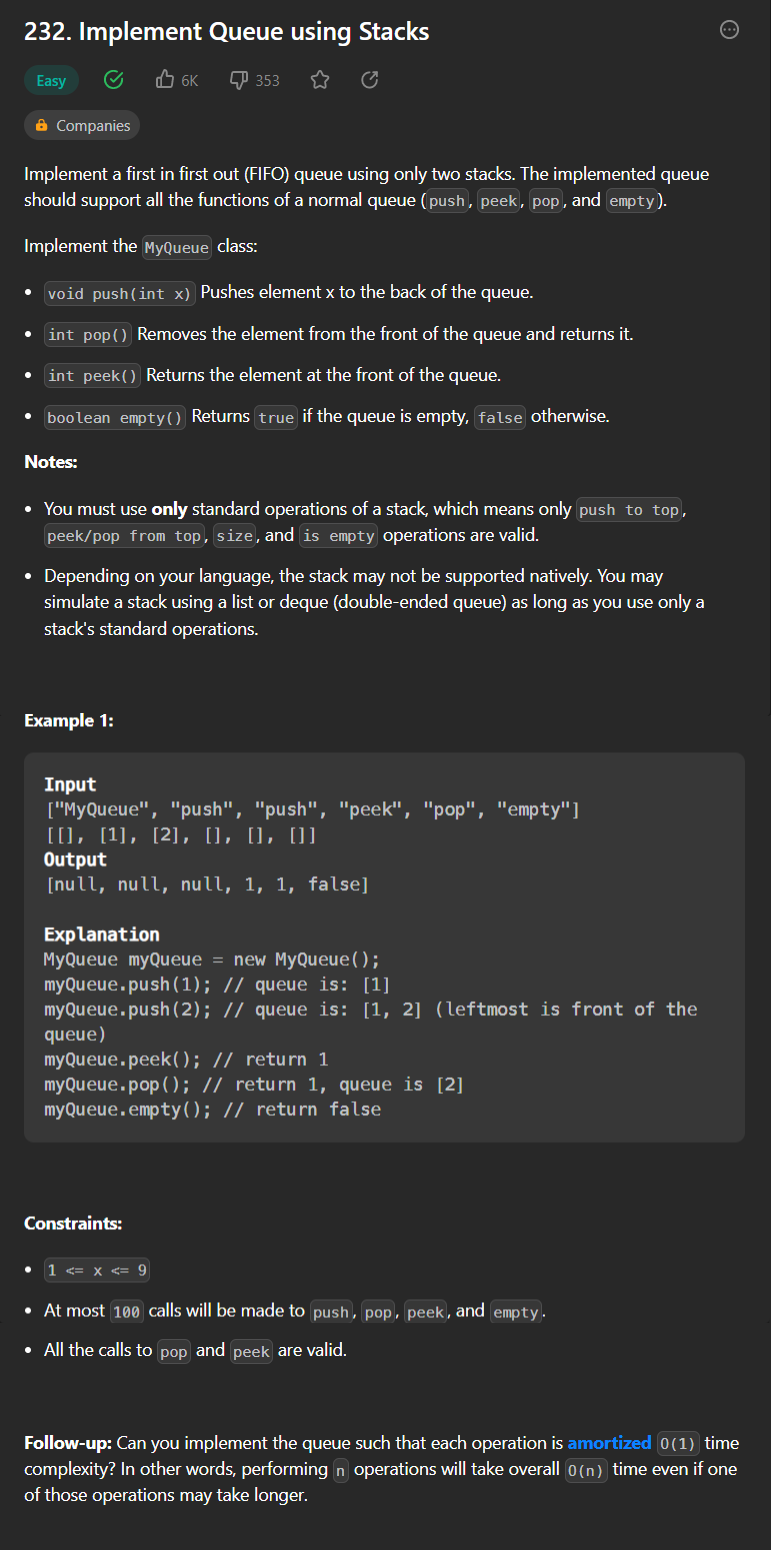 232. Implement Queue using Stacks
Easy
6K
353
Companies
Implement a first in first out (FIFO) queue using only two stacks. The implemented queue
should support all the functions of a normal queue (push, peek, pop, and empty).
Implement the MyQueue class:
• void push(int x) Pushes element x to the back of the queue.
• int pop() Removes the element from the front of the queue and returns it.
• int peek() Returns the element at the front of the queue.
• boolean empty() Returns true if the queue is empty, false otherwise.
Notes:
• You must use only standard operations of a stack, which means only push to top,
peek/pop from top, size, and is empty operations are valid.
• Depending on your language, the stack may not be supported natively. You may
simulate a stack using a list or deque (double-ended queue) as long as you use only a
stack's standard operations.
Example 1:
Input
["MyQueue", "push", "push", "peek", "pop", "empty"]
[[], [1], [2], [], [], []]
Output
[null, null, null, 1, 1, false]
Explanation
MyQueue myQueue = new MyQueue();
myQueue.push(1); // queue is: [1]
myQueue.push(2); // queue is: [1, 2] (leftmost is front of the
queue)
myQueue.peek(); // return 1
myQueue.pop(); // return 1, queue is [2]
myQueue.empty(); // return false
Constraints:
• 1 <= x <= 9
• At most 100 calls will be made to push, pop, peek, and empty.
• All the calls to pop and peek are valid.
Follow-up: Can you implement the queue such that each operation is amortized O(1) time
complexity? In other words, performing n operations will take overall O(n) time even if one
of those operations may take longer.